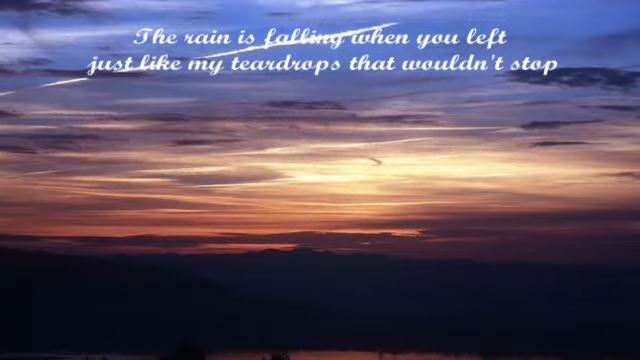 The rain is falling when you left
just like my teardrops that wouldn't stop